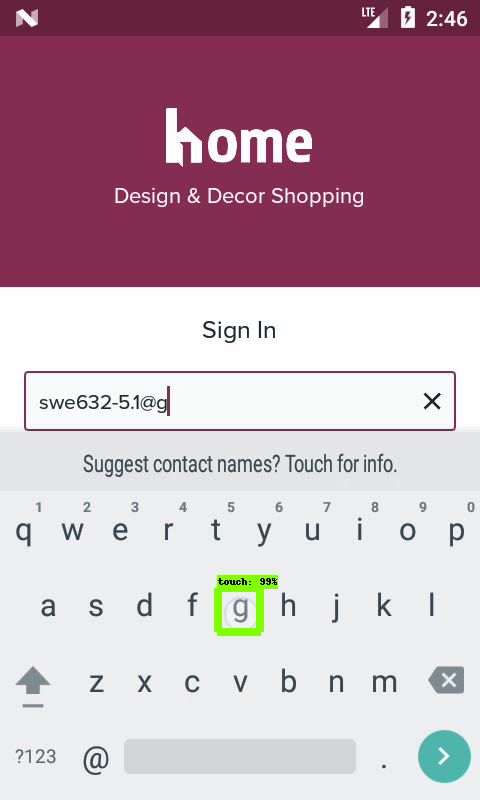 LTE 2:46
home
Design & Decor Shopping
Sign In
swe632-5.1@g
Suggest contact names? Touch for info.
1 2 3 4 5 6 7 8 9 0
q w e r t y u i o p
touch: 99%
a s d f g h j k l
z x c v b n m
?123 @ .